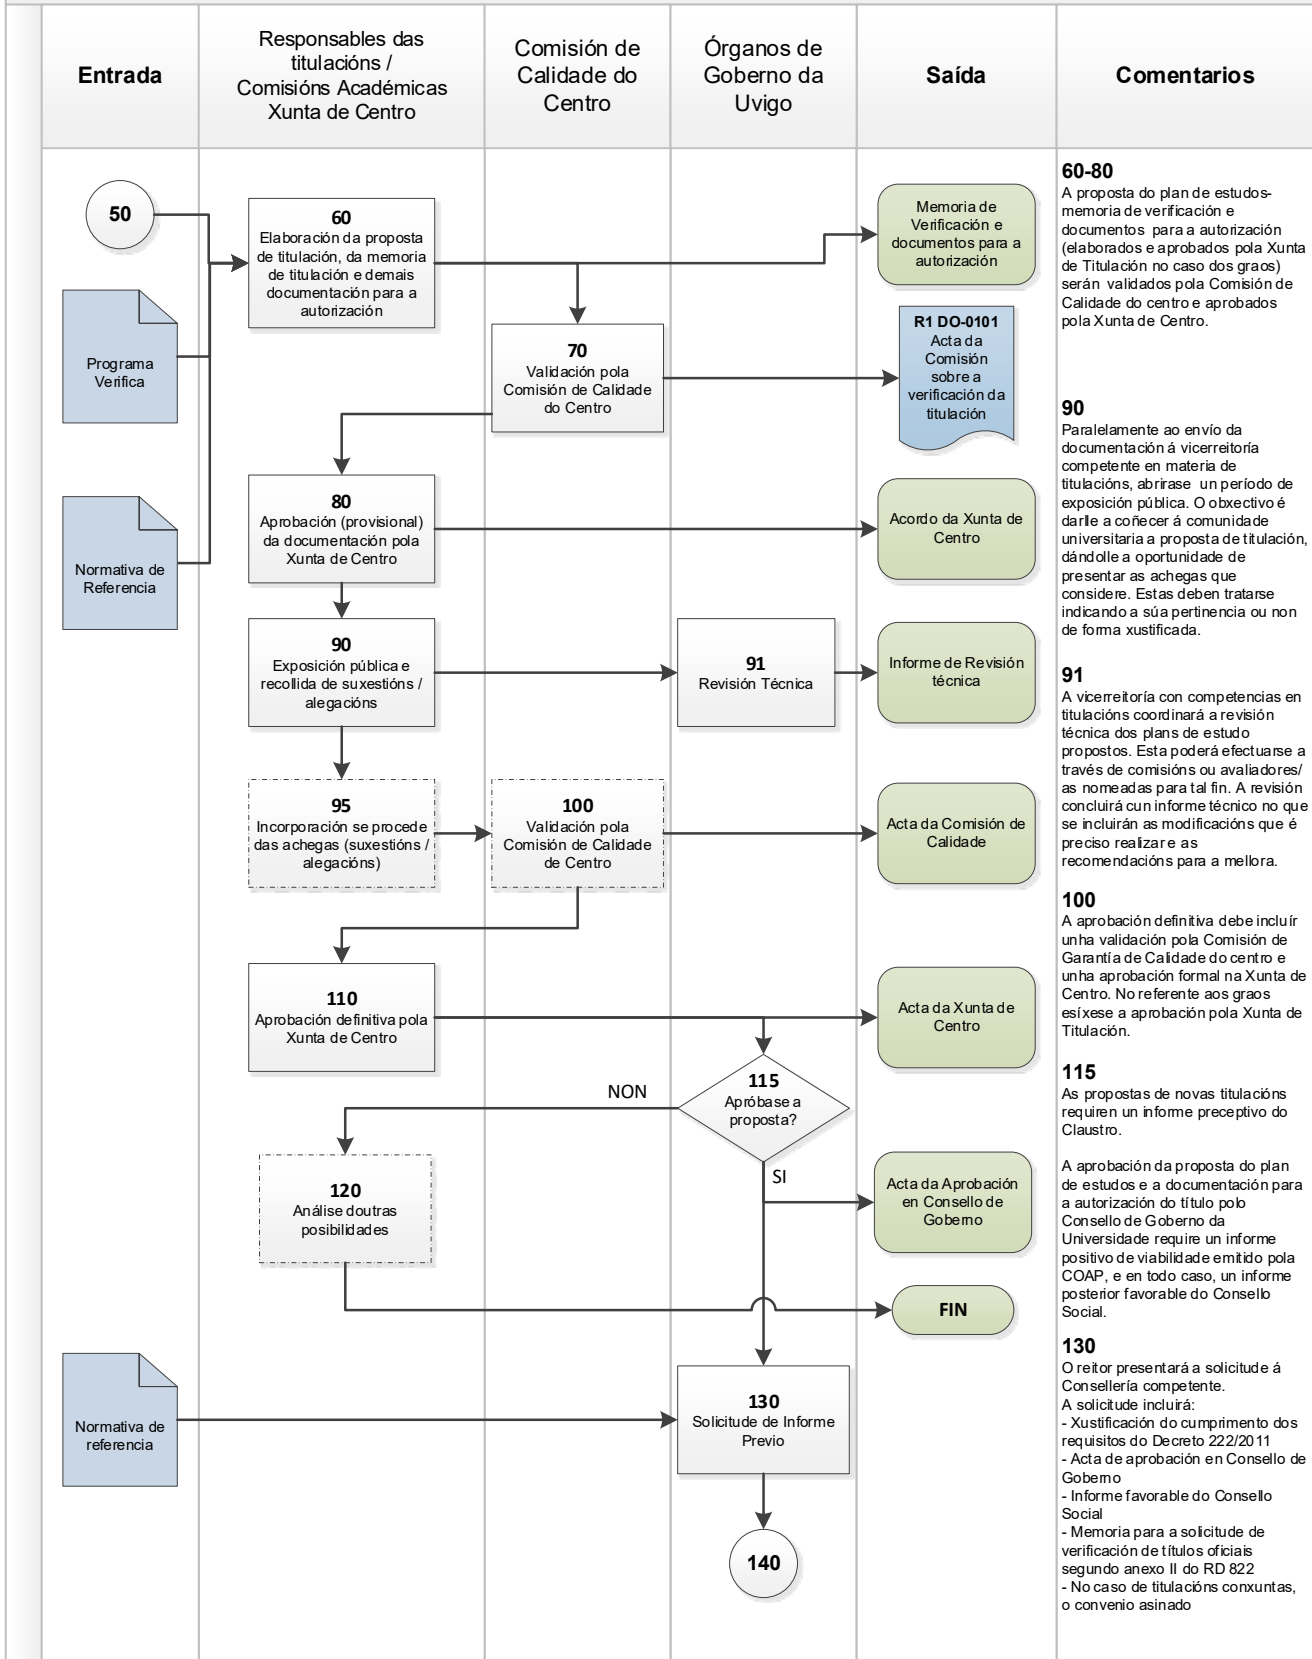 Entrada
Responsables das
titulacións /
Comisións Académicas
Xunta de Centro
Comisión de
Calidade do
Centro
Órganos de
Goberno da
Uvigo
Saída
Comentarios
50
Programa
Verifica
Normativa de
Referencia
60
Elaboración da proposta
de titulación, da memoria
de titulación e demais
documentación para a
autorización
Memoria de
Verificación e
documentos para a
autorización
70
Validación pola
Comisión de Calidade
do Centro
R1 DO-0101
Acta da
Comisión
sobre a
verificación da
titulación
80
Aprobación (provisional)
da documentación pola
Xunta de Centro
Acordo da Xunta de
Centro
90
Exposición pública e
recollida de suxestións /
alegacións
91
Revisión Técnica
Informe de Revisión
técnica
95
Incorporación se procede
das achegas (suxestións /
alegacións)
100
Validación pola
Comisión de Calidade
de Centro
Acta da Comisión de
Calidade
110
Aprobación definitiva pola
Xunta de Centro
Acta da Xunta de
Centro
115
Apróbase a
proposta?
NON
SI
120
Análise doutras
posibilidades
Acta da Aprobación
en Consello de
Goberno
FIN
Normativa de
referencia
130
Solicitude de Informe
Previo
140
60-80
A proposta do plan de estudos-
memoria de verificación e
documentos para a autorización
(elaborados e aprobados pola Xunta
de Titulación no caso dos graos)
serán validados pola Comisión de
Calidade do centro e aprobados
pola Xunta de Centro.
90
Paralelamente ao envío da
documentación á vicerreitoría
competente en materia de
titulacións, abrirase un período de
exposición pública. O obxectivo é
darlle a coñecer á comunidade
universitaria a proposta de titulación,
dándolle a oportunidade de
presentar as achegas que
considere. Estas deben tratarse
indicando a súa pertinencia ou non
de forma xustificada.
91
A vicerreitoría con competencias en
titulacións coordinará a revisión
técnica dos plans de estudo
propostos. Esta poderá efectuarse a
través de comisións ou avaliadores/
as nomeadas para tal fin. A revisión
concluirá cun informe técnico no que
se incluirán as modificacións que é
preciso realizar e as
recomendacións para a mellora.
100
A aprobación definitiva debe incluír
unha validación pola Comisión de
Garantía de Calidade do centro e
unha aprobación formal na Xunta de
Centro. No referente aos graos
esíxese a aprobación pola Xunta de
Titulación.
115
As propostas de novas titulacións
requiren un informe preceptivo do
Claustro.
A aprobación da proposta do plan
de estudos e a documentación para
a autorización do título polo
Consello de Goberno da
Universidade require un informe
positivo de viabilidade emitido pola
COAP, e en todo caso, un informe
posterior favorable do Consello
Social.
130
O reitor presentará a solicitude á
Consellería competente.
A solicitude incluirá:
- Xustificación do cumprimento dos
requisitos do Decreto 222/2011
- Acta de aprobación en Consello de
Goberno
- Informe favorable do Consello
Social
- Memoria para a solicitude de
verificación de títulos oficiais
segundo anexo II do RD 822
- No caso de titulacións conxuntas,
o convenio asinado